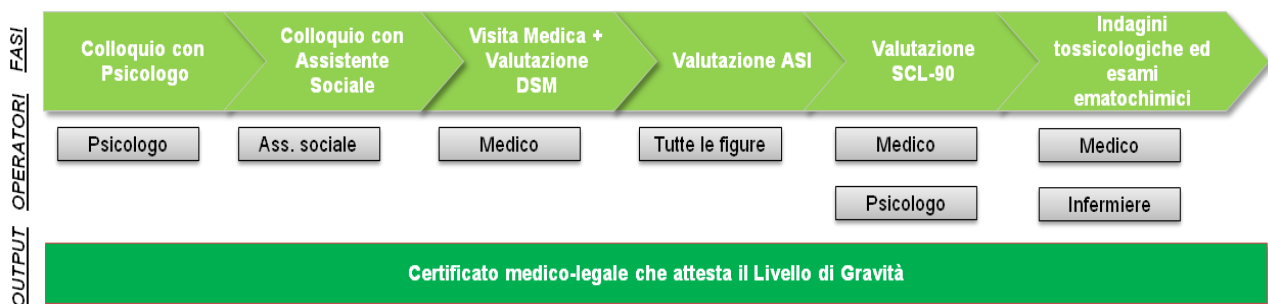 FASI
Colloquio con
Psicologo
Colloquio con
Assistente
Sociale
Visita Medica +
Valutazione
DSM
Valutazione ASI
Valutazione
SCL-90
Indagini
tossicologiche ed
esami
ematochimici
OPERATORI
Psicologo
Ass. sociale
Medico
Tutte le figure
Medico
Psicologo
Medico
Infermiere
OUTPUT
Certificato medico-legale che attesta il Livello di Gravità